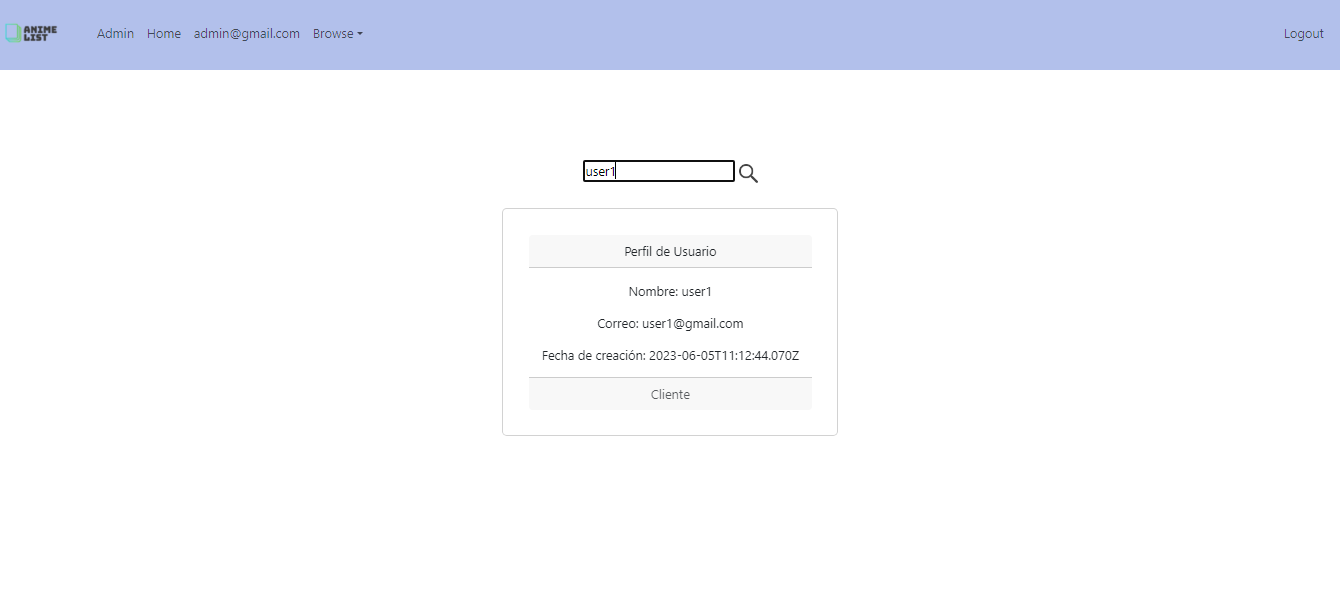 ANIME
LIST
Admin Home admin@gmail.com Browse Logout
user1
Perfil de Usuario
Nombre: user1
Correo: user1@gmail.com
Fecha de creación: 2023-06-05T11:12:44.070Z
Cliente